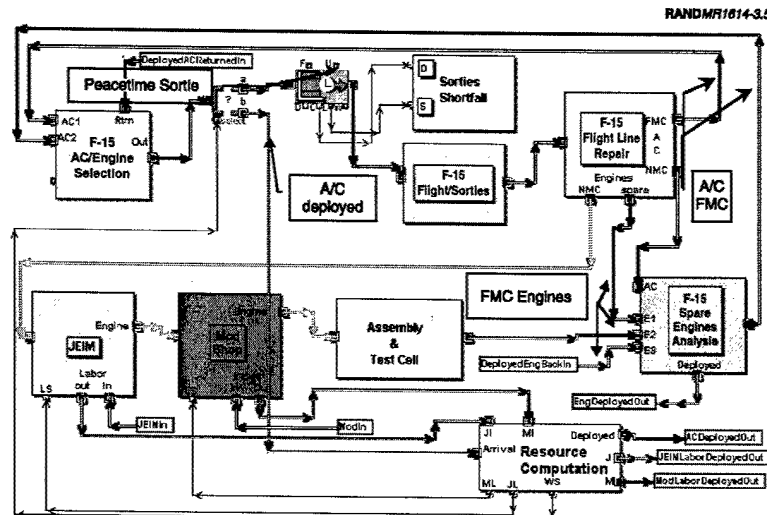 RANDMR1614-3.5
DeployedACReturnedIn
Peacetime Sortie
a
?
b
select
Rtrn
AC1
AC2
Out
F-15
AC/Engine
Selection
A/C
deployed
O
S
Sorties
Shortfall
F-15
Flight/Sorties
F-15
Flight Line
Repair
FMC
A
C
NMC
Engines
NMC
spare
A/C
FMC
FMC Engines
AC
E1
E2
E3
F-15
Spare
Engines
Analysis
Deployed
DeployedEngBackIn
EngDeployedOut
Engine
JEIM
Labor
LS
out
In
JEIMIn
Mod
Shop
ModIn
Assembly
&
Test Cell
JI
MI
Deployed
Arrival
Resource
Computation
J
M
ML
JL
WS
ACDeployedOut
JEIMLaborDeployedOut
ModLaborDeployedOut